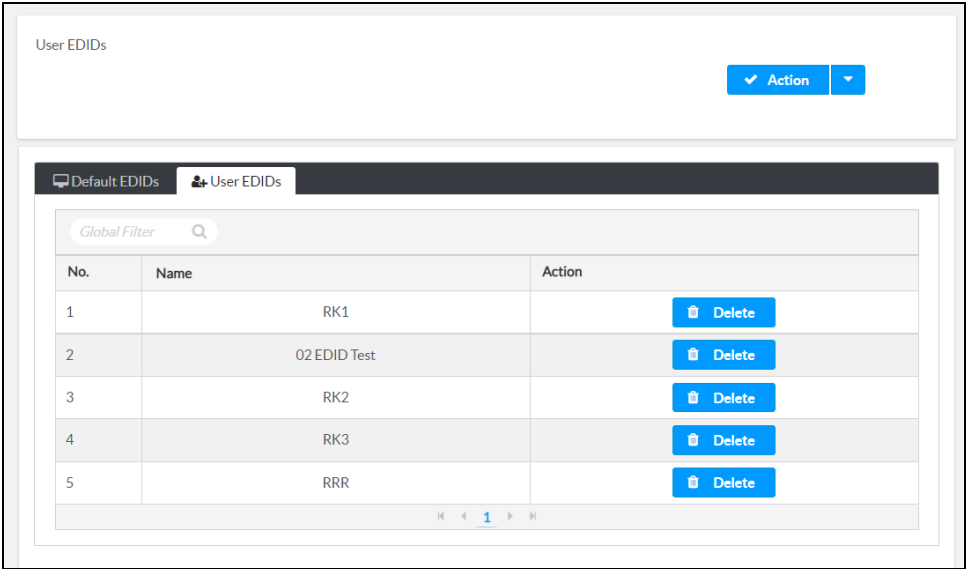 User EDIDs
Action
Default EDIDs User EDIDs
Global Filter
No. Name Action
1 RK1 Delete
2 02 EDID Test Delete
3 RK2 Delete
4 RK3 Delete
5 RRR Delete
1